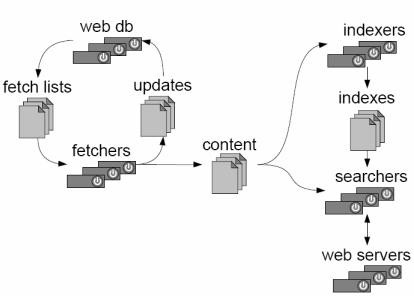 web db
indexers
fetch lists
updates
indexes
fetchers
content
searchers
web servers